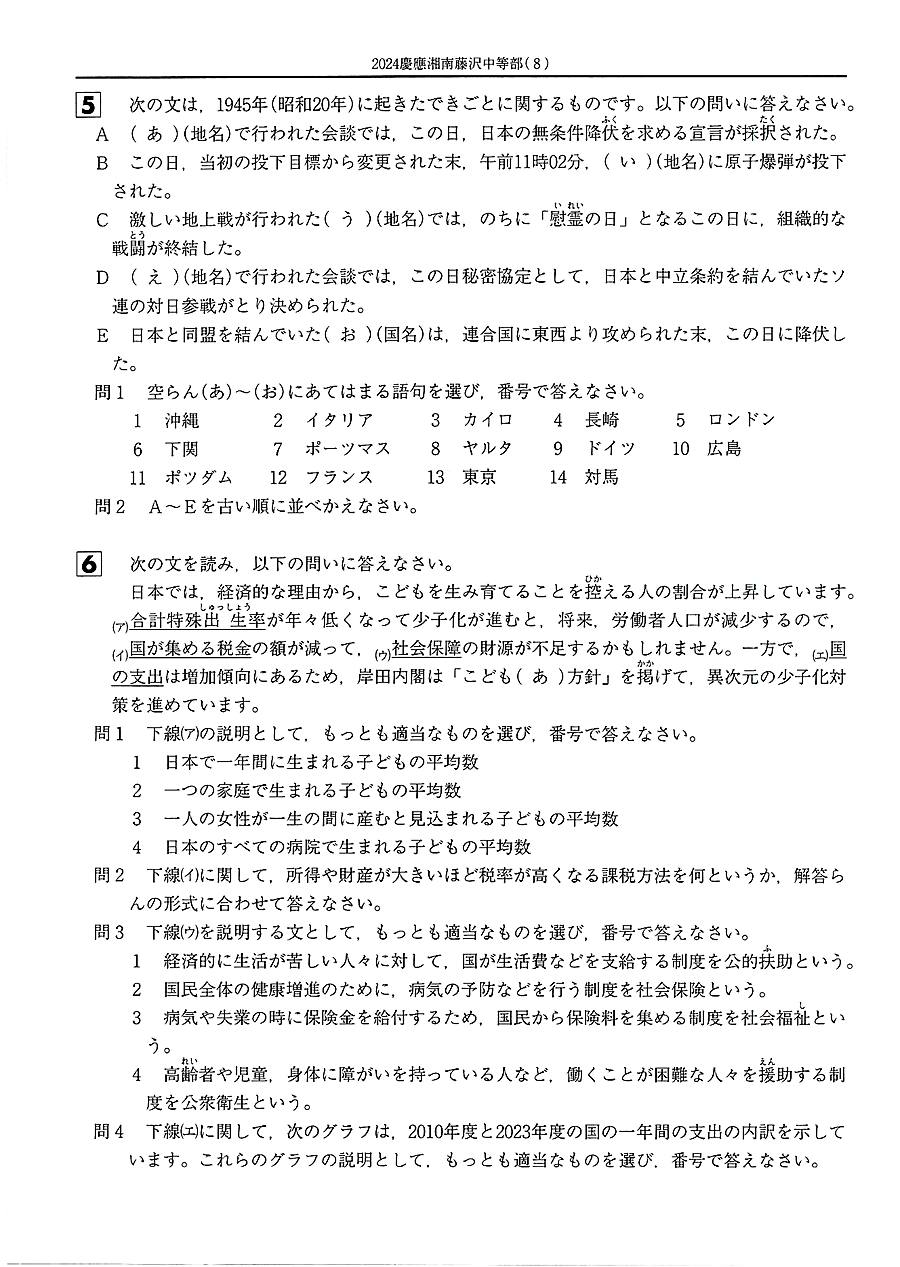 2024慶應湘南藤沢中等部(8)
5 次の文は，1945年(昭和20年)に起きたできごとに関するものです。以下の問いに答えなさい。
A (あ)(地名)で行われた会談では，この日，日本の無条件降伏を求める宣言が採択された。
B この日，当初の投下目標から変更された末，午前11時02分，(い)(地名)に原子爆弾が投下
された。
C 激しい地上戦が行われた(う)(地名)では，のちに「慰霊の日」となるこの日に，組織的な
戦闘が終結した。
D (え)(地名)で行われた会談では，この日秘密協定として，日本と中立条約を結んでいたソ
連の対日参戦がとり決められた。
E 日本と同盟を結んでいた(お)(国名)は，連合国に東西より攻められた末，この日に降伏し
た。
問1 空らん(あ)～(お)にあてはまる語句を選び，番号で答えなさい。
1 沖縄 2 イタリア 3 カイロ 4 長崎 5 ロンドン
6 下関 7 ポーツマス 8 ヤルタ 9 ドイツ 10 広島
11 ポツダム 12 フランス 13 東京 14 対馬
問2 A～Eを古い順に並べかえなさい。
6 次の文を読み，以下の問いに答えなさい。
日本では，経済的な理由から，こどもを生み育てることを控える人の割合が上昇しています。
(ア)合計特殊出生率が年々低くなって少子化が進むと，将来，労働者人口が減少するので，
(イ)国が集める税金の額が減って，(ウ)社会保障の財源が不足するかもしれません。一方で，(エ)国
の支出は増加傾向にあるため，岸田内閣は「こども(あ)方針」を掲げて，異次元の少子化対
策を進めています。
問1 下線(ア)の説明として，もっとも適当なものを選び，番号で答えなさい。
1 日本で一年間に生まれる子どもの平均数
2 一つの家庭で生まれる子どもの平均数
3 一人の女性が一生の間に産むと見込まれる子どもの平均数
4 日本のすべての病院で生まれる子どもの平均数
問2 下線(イ)に関して，所得や財産が大きいほど税率が高くなる課税方法を何というか，解答ら
んの形式に合わせて答えなさい。
問3 下線(ウ)を説明する文として，もっとも適当なものを選び，番号で答えなさい。
1 経済的に生活が苦しい人々に対して，国が生活費などを支給する制度を公的扶助という。
2 国民全体の健康増進のために，病気の予防などを行う制度を社会保険という。
3 病気や失業の時に保険金を給付するため，国民から保険料を集める制度を社会福祉とい
う。
4 高齢者や児童，身体に障がいを持っている人など，働くことが困難な人々を援助する制
度を公衆衛生という。
問4 下線(エ)に関して，次のグラフは，2010年度と2023年度の国の一年間の支出の内訳を示して
います。これらのグラフの説明として，もっとも適当なものを選び，番号で答えなさい。